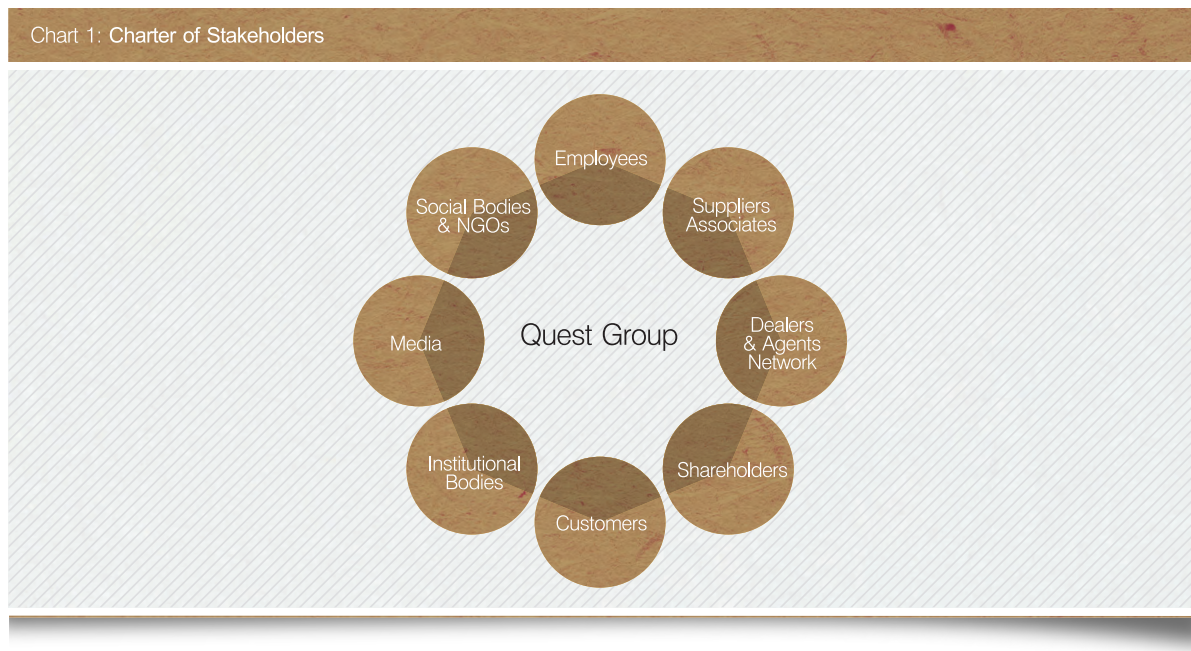 Chart 1: Charter of Stakeholders
Employees
Suppliers
Associates
Dealers
& Agents
Network
Shareholders
Customers
Institutional
Bodies
Media
Social Bodies
& NGOs
Quest Group